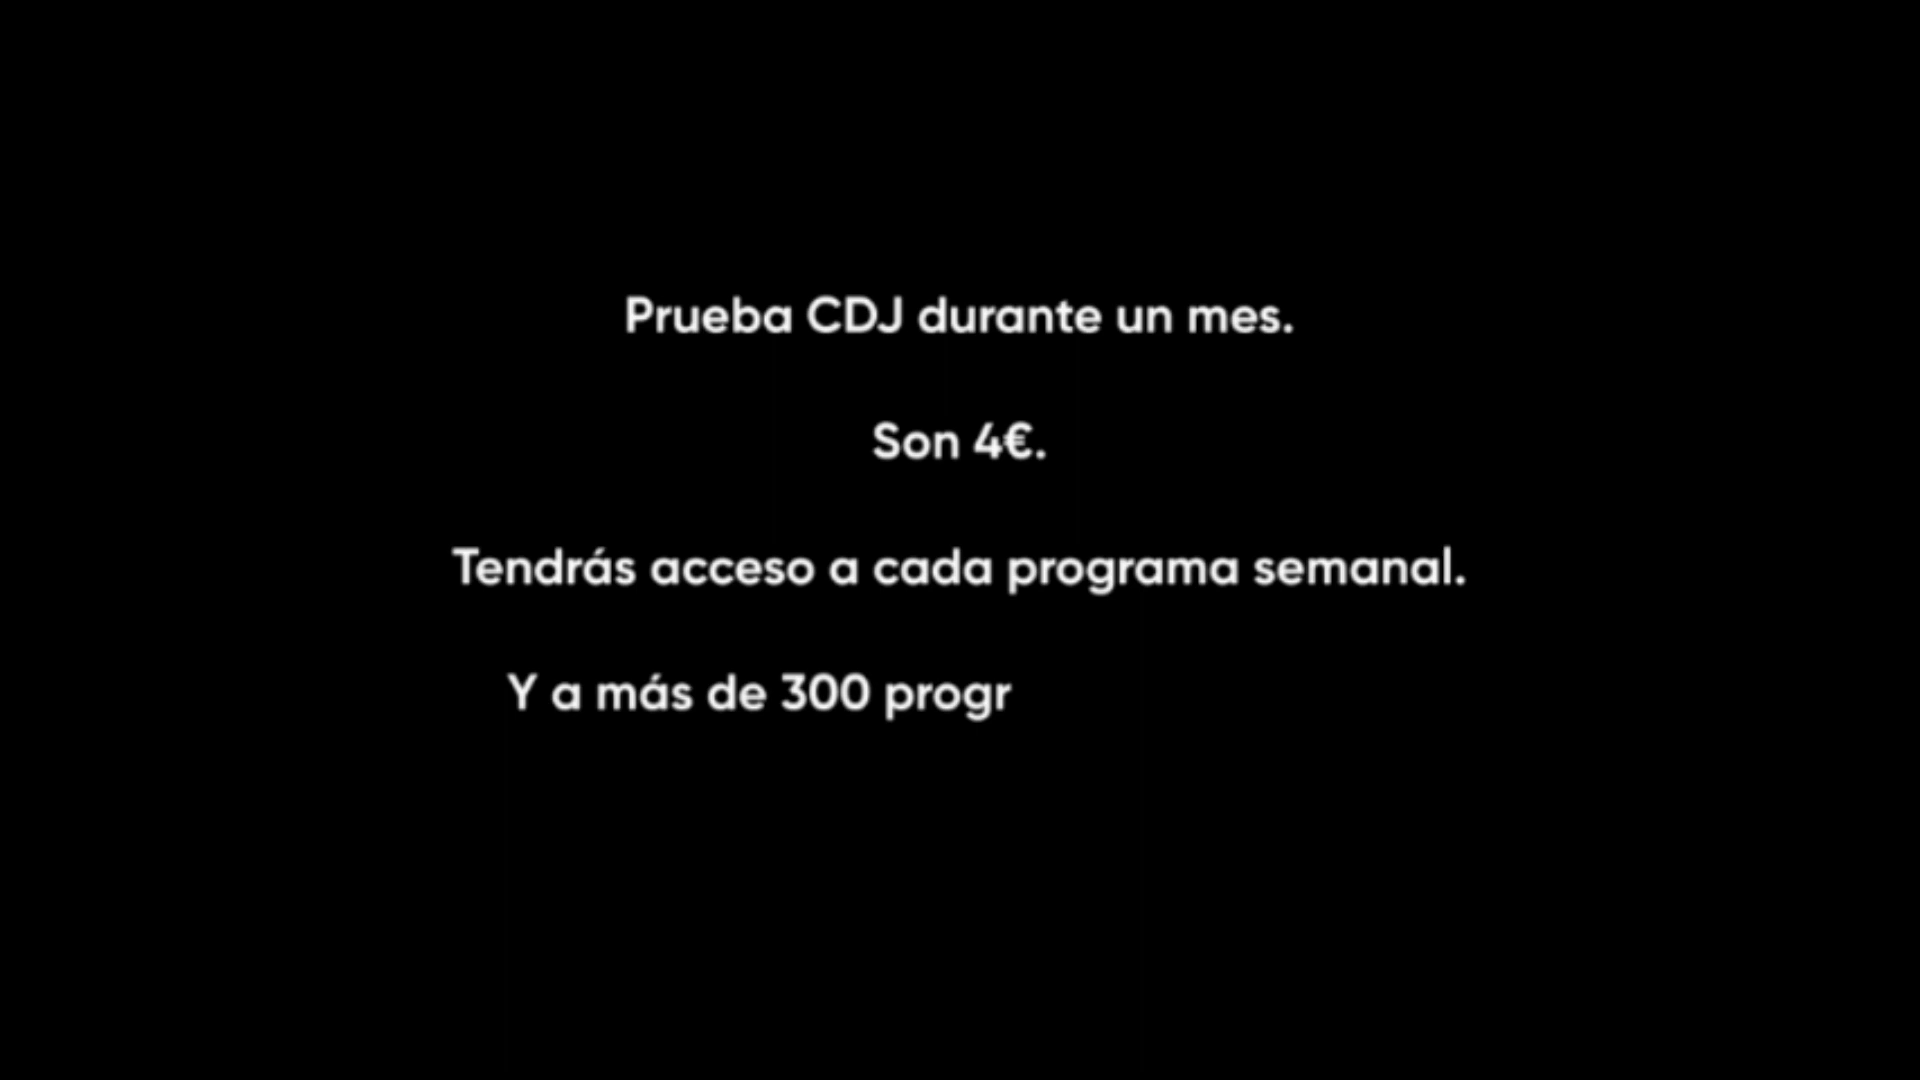 Prueba CDJ durante un mes.
Son 4€.
Tendrás acceso a cada programa semanal.
Y a más de 300 progr